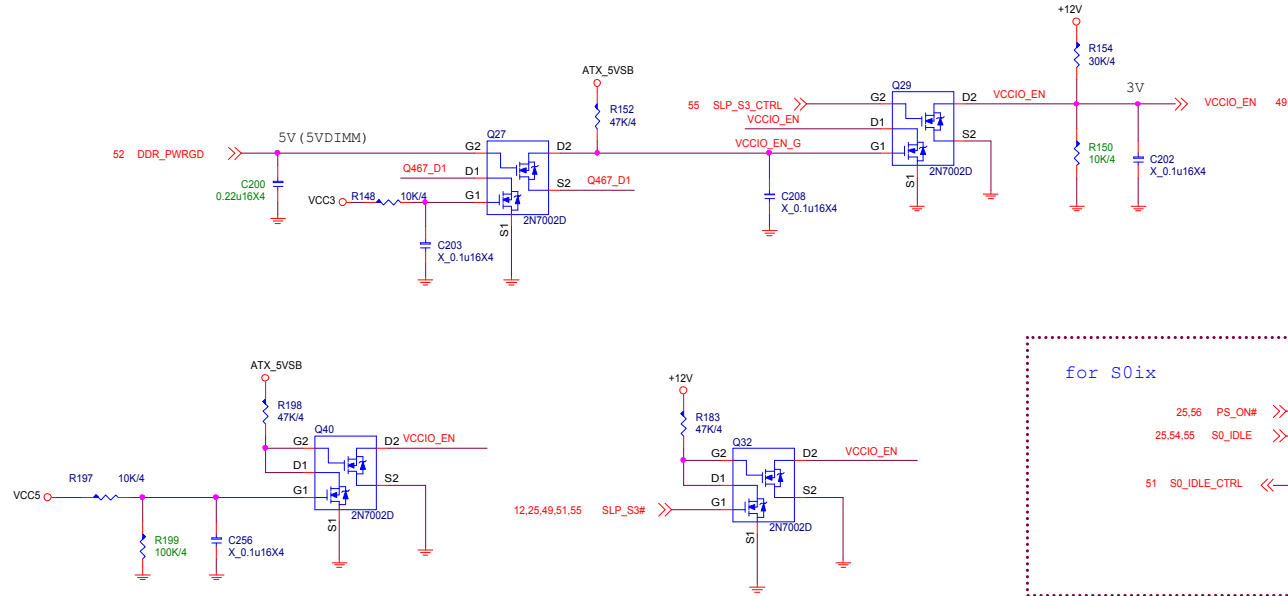 +12V
R154
30K/4
ATX_5VSB
Q29
3V
R152
47K/4
55 SLP_S3_CTRL
G2
D2
VCCIO_EN
VCCIO_EN 49
VCCIO_EN
D1
5V(5VDIMM)
Q27
S2
52 DDR_PWRGD
G2
D2
VCCIO_EN_G
G1
R150
10K/4
C202
X_0.1u16X4
Q467_D1
D1
S2
Q467_D1
S1
2N7002D
C200
0.22u16X4
VCC3
R148
10K/4
G1
C208
X_0.1u16X4
S1
2N7002D
C203
X_0.1u16X4
ATX_5VSB
+12V
for S0ix
R198
47K/4
R183
47K/4
25,56 PS_ON#
Q40
Q32
25,54,55 S0_IDLE
G2
D2
VCCIO_EN
G2
D2
VCCIO_EN
D1
D1
R197
10K/4
S2
S2
51 S0_IDLE_CTRL
VCC5
G1
12,25,49,51,55 SLP_S3#
G1
S1
2N7002D
S1
2N7002D
R199
100K/4
C256
X_0.1u16X4